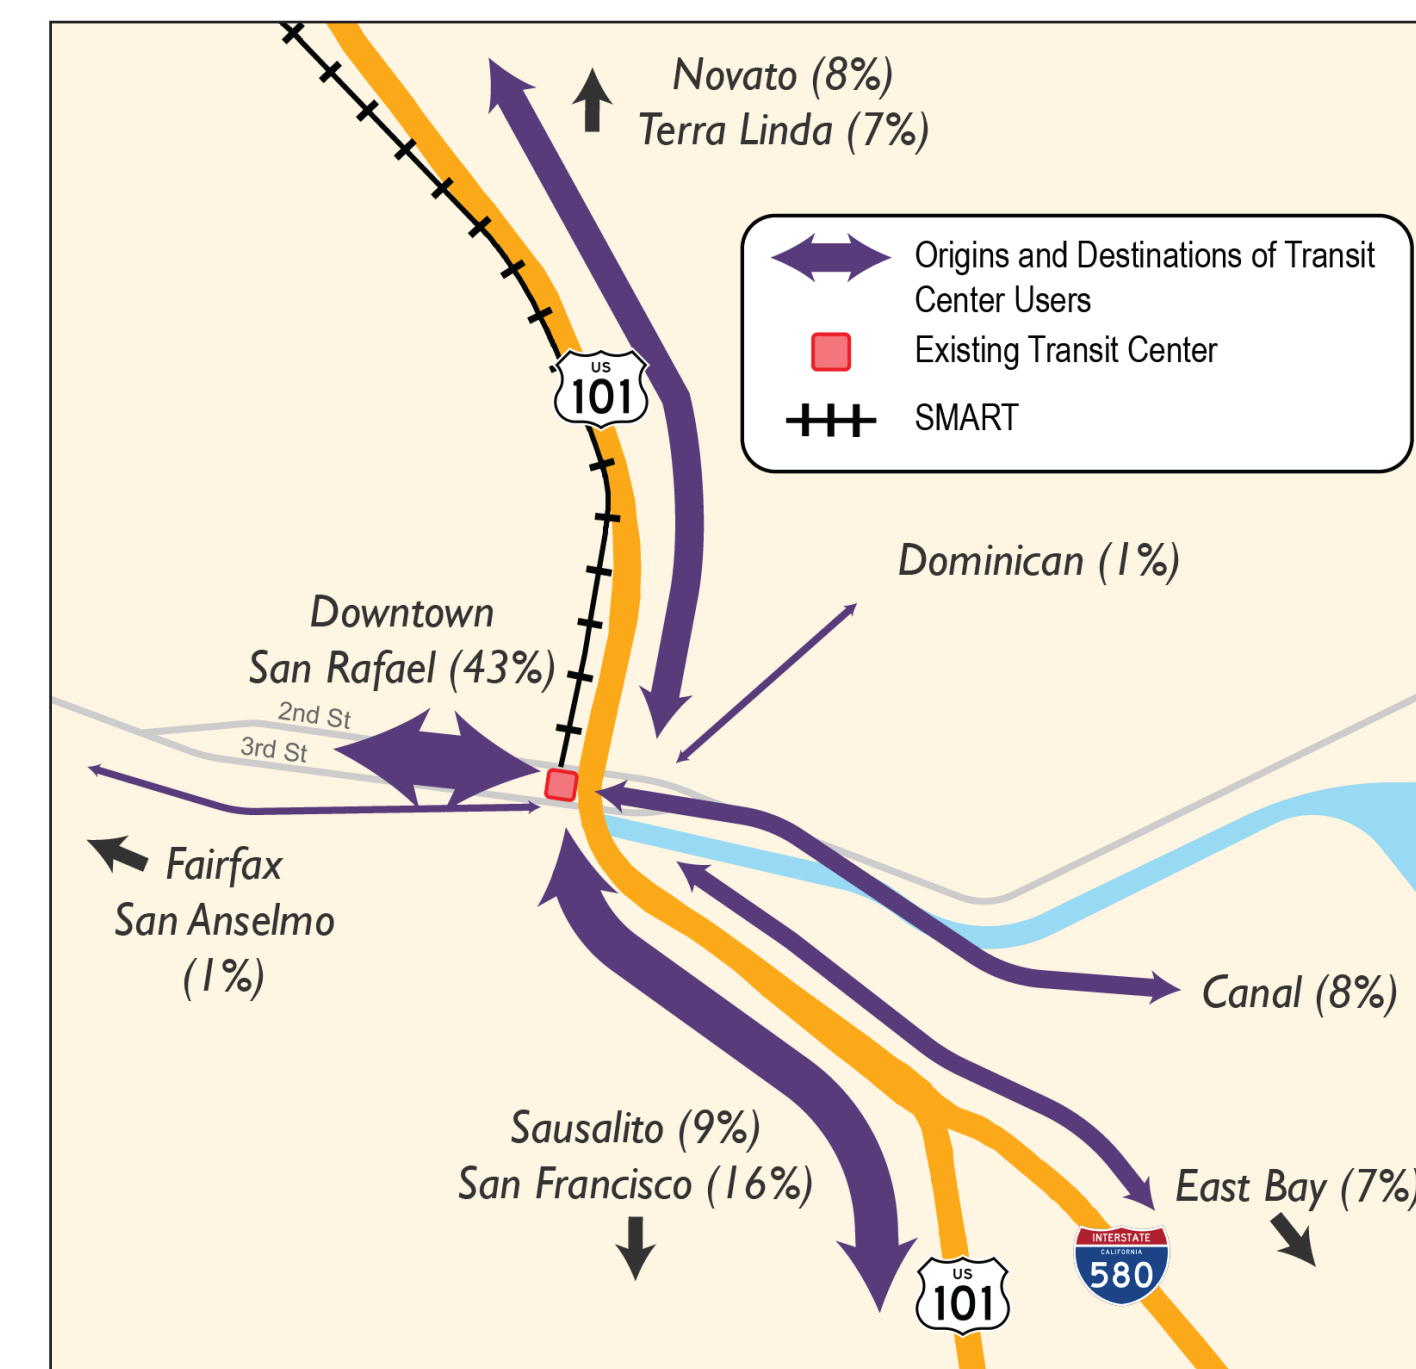 Novato (8%)
Terra Linda (7%)
Origins and Destinations of Transit
Center Users
Existing Transit Center
SMART
US
101
Dominican (1%)
Downtown
San Rafael (43%)
2nd St
3rd St
Fairfax
San Anselmo
(1%)
Canal (8%)
Sausalito (9%)
San Francisco (16%)
East Bay (7%)
INTERSTATE
CALIFORNIA
580
US
101